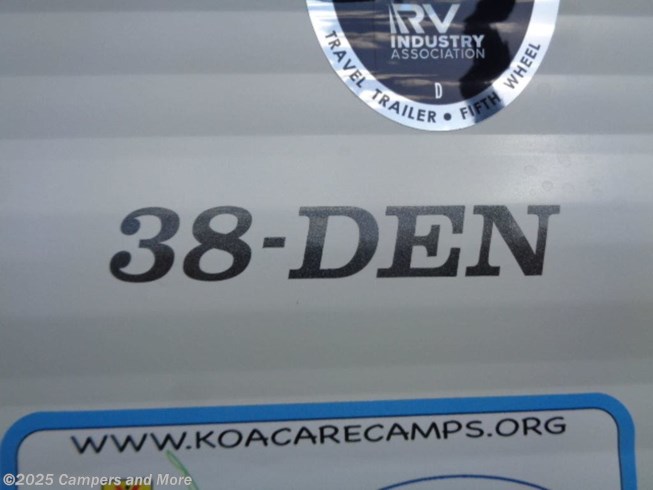 RV
INDUSTRY
ASSOCIATION
D
TRAVEL TRAILER • FIFTH WHEEL
38-DEN
WWW.KOACARECAMPS.ORG
©2025 Campers and More